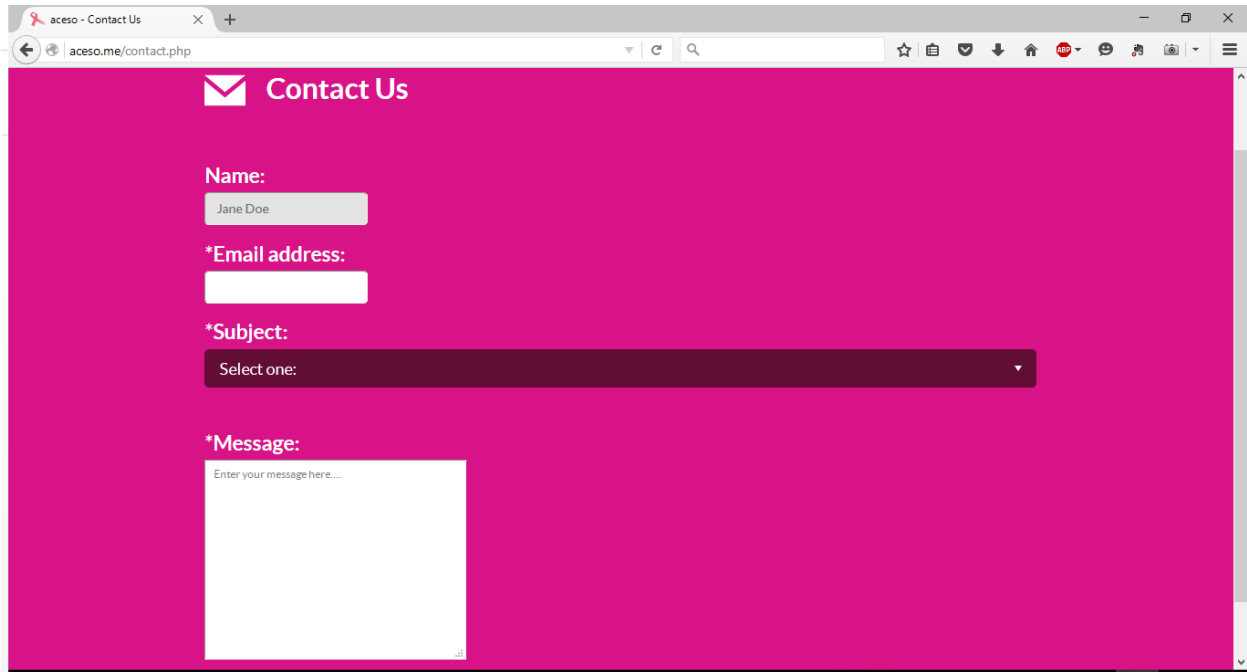 aceso - Contact Us
aceso.me/contact.php
ABP
Contact Us
Name:
Jane Doe
*Email address:
*Subject:
Select one:
*Message:
Enter your message here....